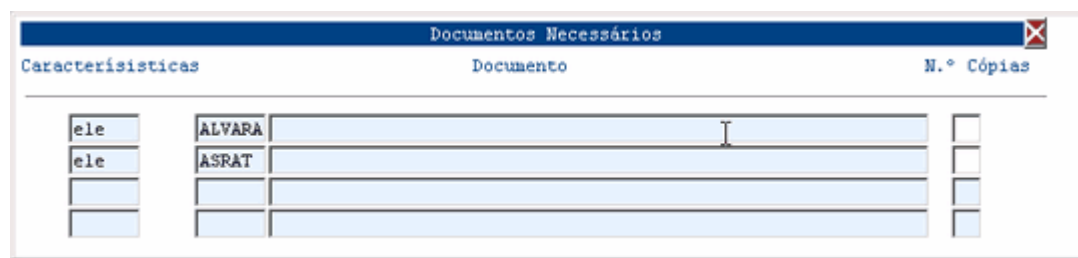 Documentos Necessários
Caracterísisticas Documento N.º Cópias
ele ALVARA
ele ASRAT